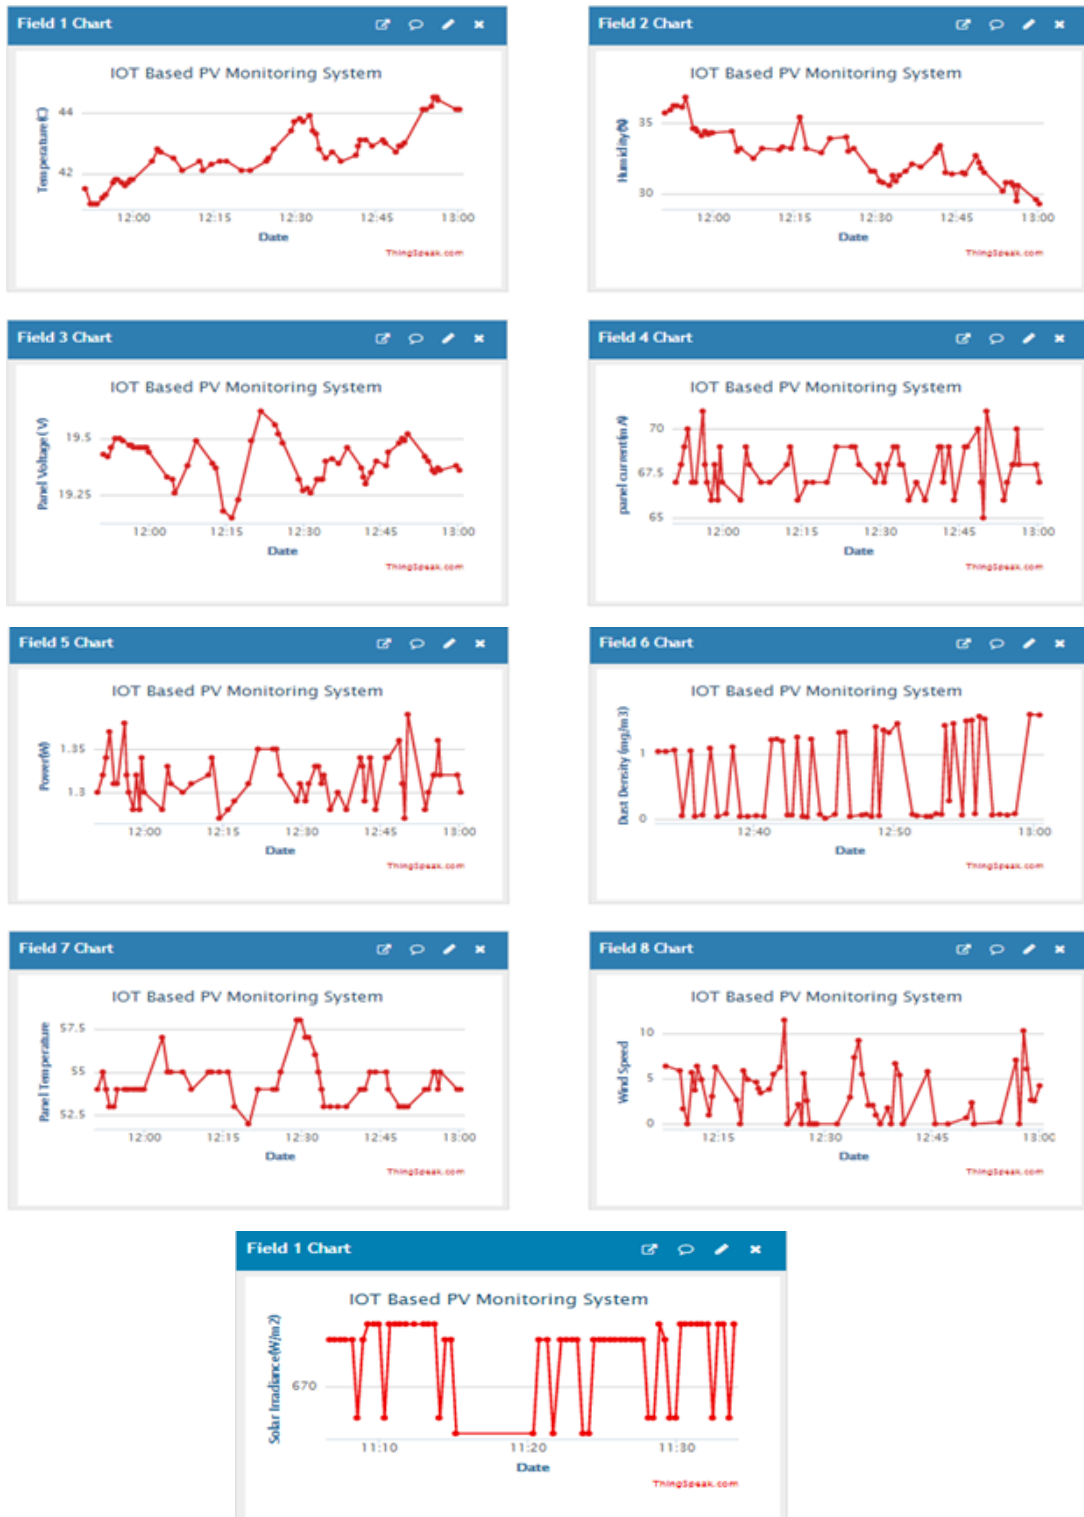 Field 1 Chart
IOT Based PV Monitoring System
Temperature (C)
44
42
12:00 12:15 12:30 12:45 13:00
Date
ThingSpeak.com
Field 2 Chart
IOT Based PV Monitoring System
Humidity(%)
35
30
12:00 12:15 12:30 12:45 13:00
Date
ThingSpeak.com
Field 3 Chart
IOT Based PV Monitoring System
Panel Voltage( V)
19.5
19.25
12:00 12:15 12:30 12:45 13:00
Date
ThingSpeak.com
Field 4 Chart
IOT Based PV Monitoring System
panel current(mA)
70
67.5
65
12:00 12:15 12:30 12:45 13:00
Date
ThingSpeak.com
Field 5 Chart
IOT Based PV Monitoring System
Power(W)
1.35
1.3
12:00 12:15 12:30 12:45 13:00
Date
ThingSpeak.com
Field 6 Chart
IOT Based PV Monitoring System
Dust Density (mg/m3)
1
0
12:40 12:50 13:00
Date
ThingSpeak.com
Field 7 Chart
IOT Based PV Monitoring System
Panel Temperature
57.5
55
52.5
12:00 12:15 12:30 12:45 13:00
Date
ThingSpeak.com
Field 8 Chart
IOT Based PV Monitoring System
Wind Speed
10
5
0
12:15 12:30 12:45 13:00
Date
ThingSpeak.com
Field 1 Chart
IOT Based PV Monitoring System
Solar Irradiance(W/m2)
670
11:10 11:20 11:30
Date
ThingSpeak.com